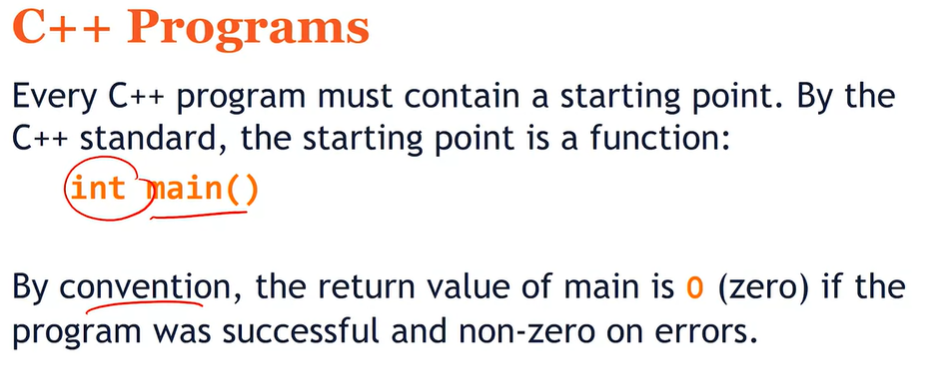 C++ Programs
Every C++ program must contain a starting point. By the
C++ standard, the starting point is a function:
int main()
By convention, the return value of main is 0 (zero) if the
program was successful and non-zero on errors.